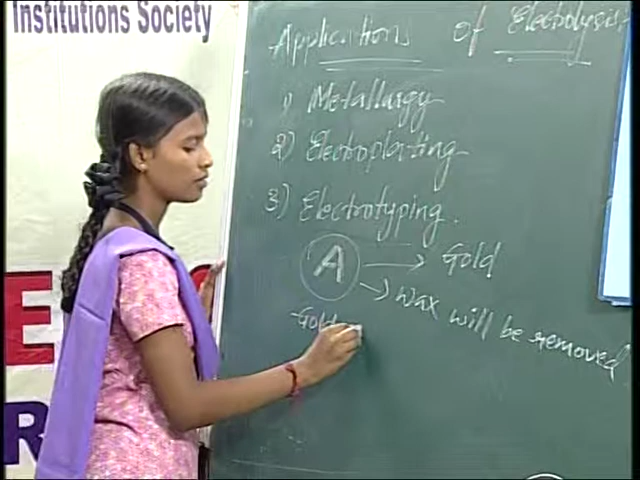 Institutions Society
Applications of Electrolysis
1) Metallurgy
2) Electroplating
3) Electrotyping.
A → Gold
→ Wax will be removed
Gold